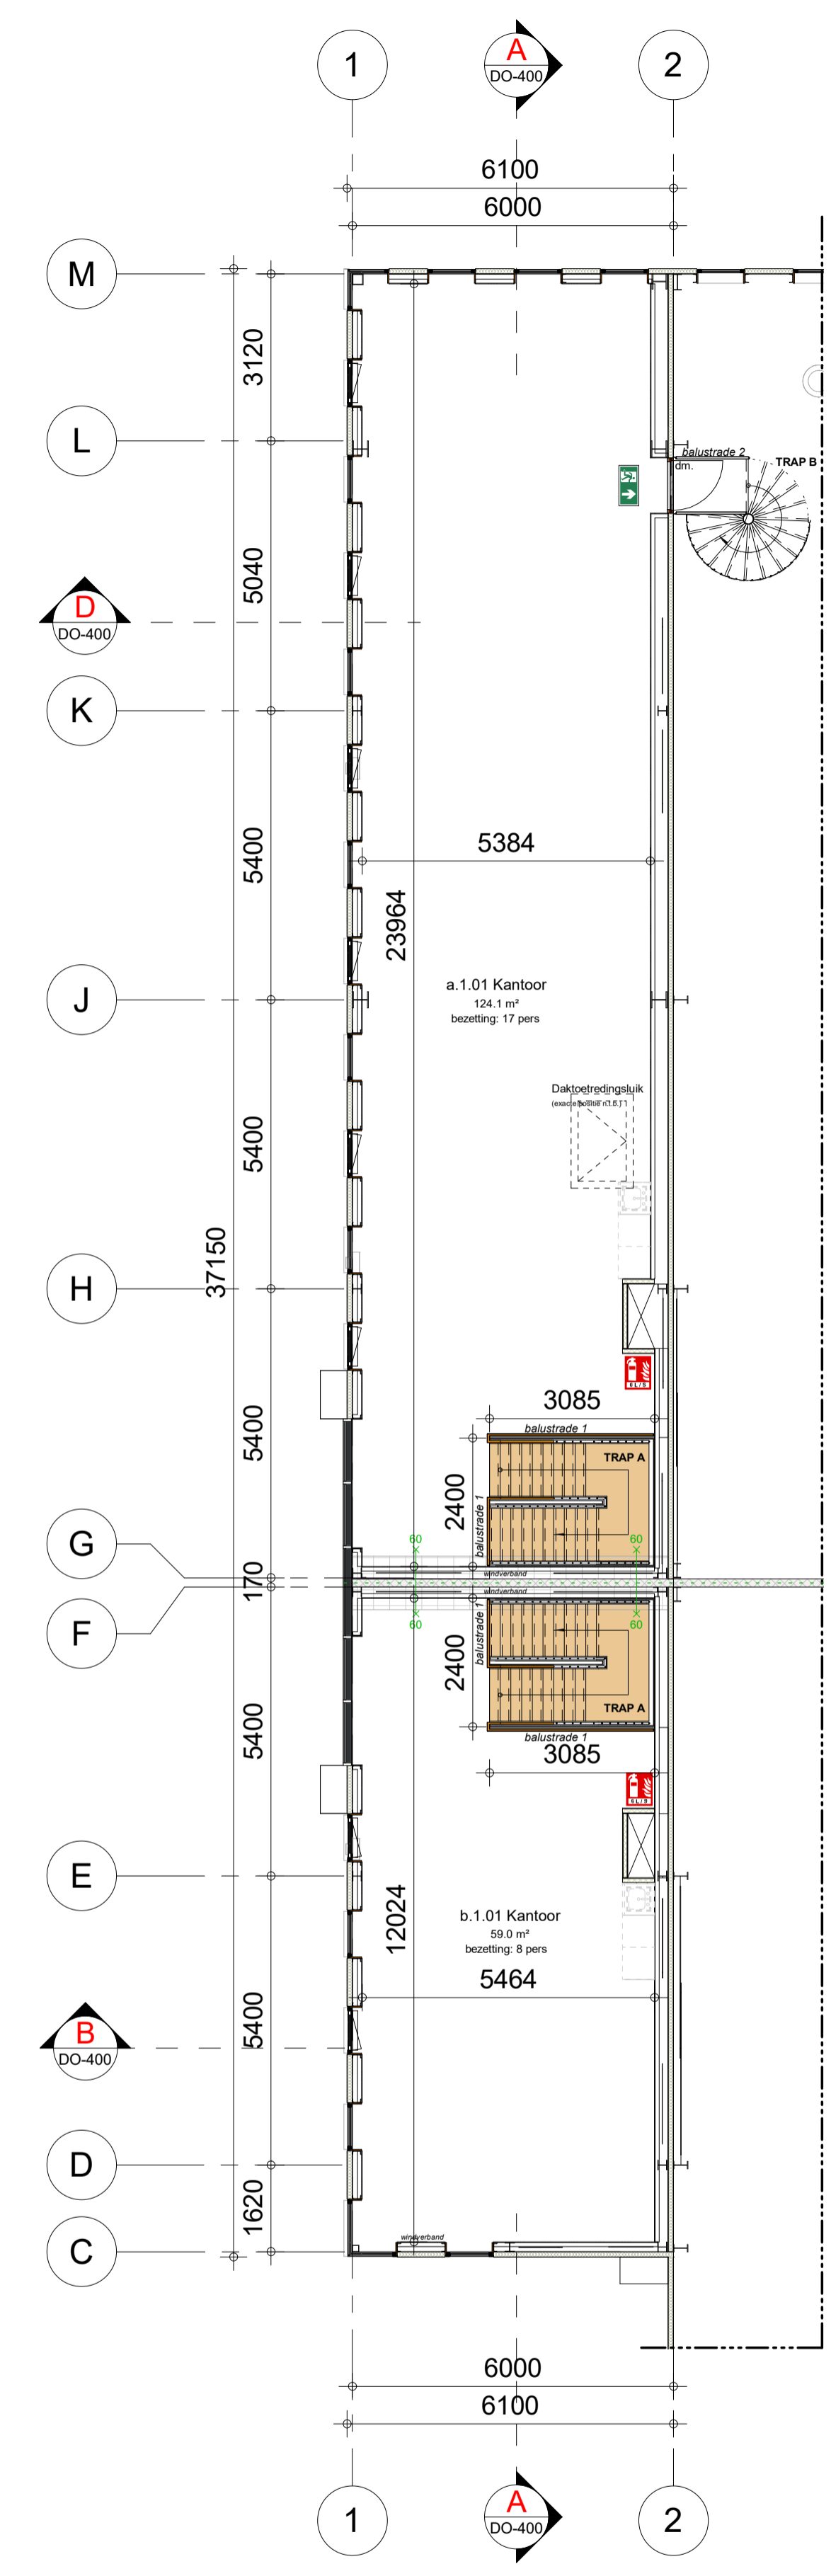 1
A
DO-400
2
6100
6000
M
3120
L
balustrade 2
dm.
TRAP B
5040
D
DO-400
K
5384
5400
23964
a.1.01 Kantoor
124.1 m²
bezetting: 17 pers
J
Daktoetredingsluik
5400
37150
H
3085
balustrade 1
TRAP A
5400
2400
balustrade 1
G
60
60
windverband
170
windverband
F
60
60
2400
balustrade 1
TRAP A
balustrade 1
3085
5400
E
12024
b.1.01 Kantoor
59.0 m²
bezetting: 8 pers
5464
5400
B
DO-400
D
1620
windverband
C
6000
6100
1
A
DO-400
2